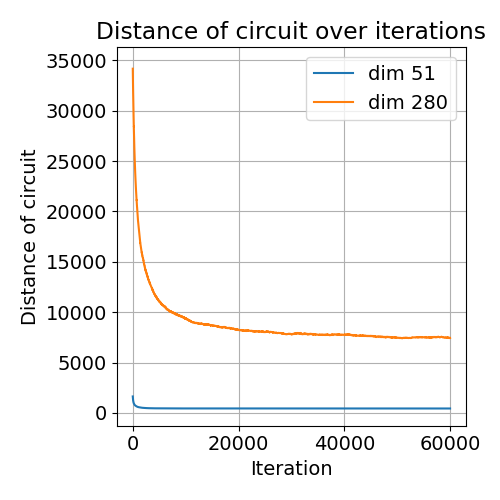 Distance of circuit over iterations
dim 51
dim 280
Distance of circuit
35000
30000
25000
20000
15000
10000
5000
0
0 20000 40000 60000
Iteration